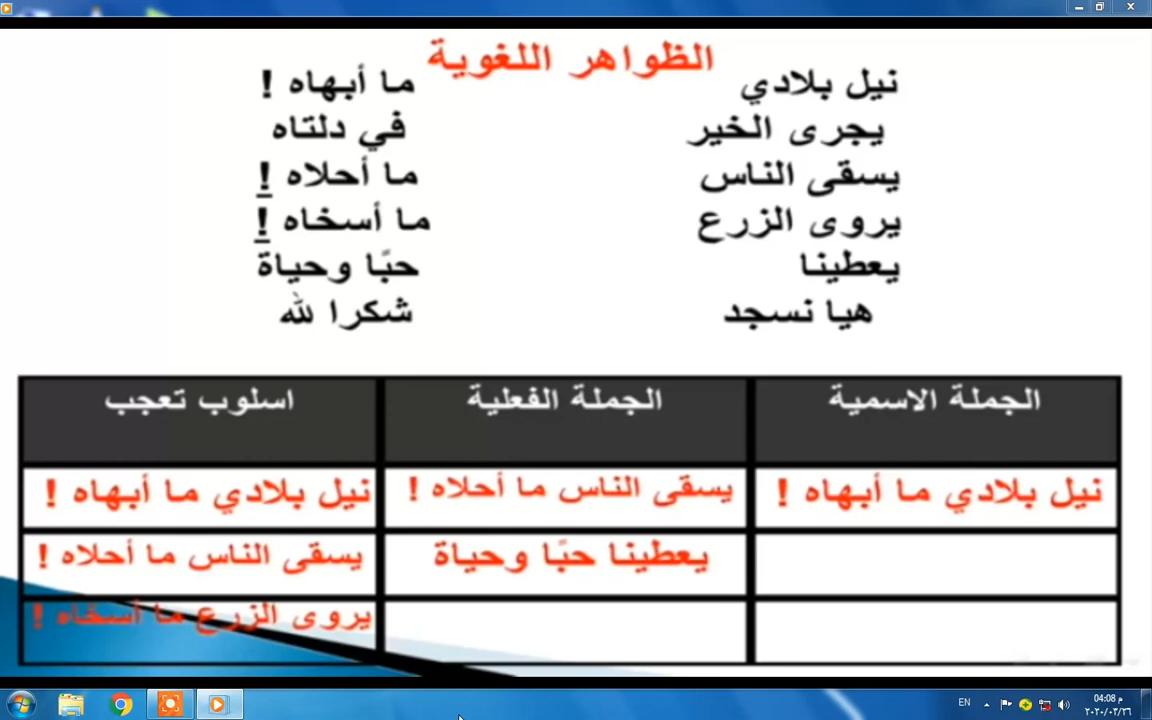 الظواهر اللغوية
نيل بلادي ما أبهاه !
يجرى الخير في دلتاه
يسقى الناس ما أحلاه !
يروى الزرع ما أسخاه !
يعطينا حبًا وحياة
هيا نسجد شكرا لله
الجملة الاسمية الجملة الفعلية اسلوب تعجب
نيل بلادي ما أبهاه ! يسقى الناس ما أحلاه ! نيل بلادي ما أبهاه !
يعطينا حبًا وحياة يسقى الناس ما أحلاه !
يروى الزرع ما أسخاه !
EN
04:08 م
٢٠٢٠/٠٣/٢٦